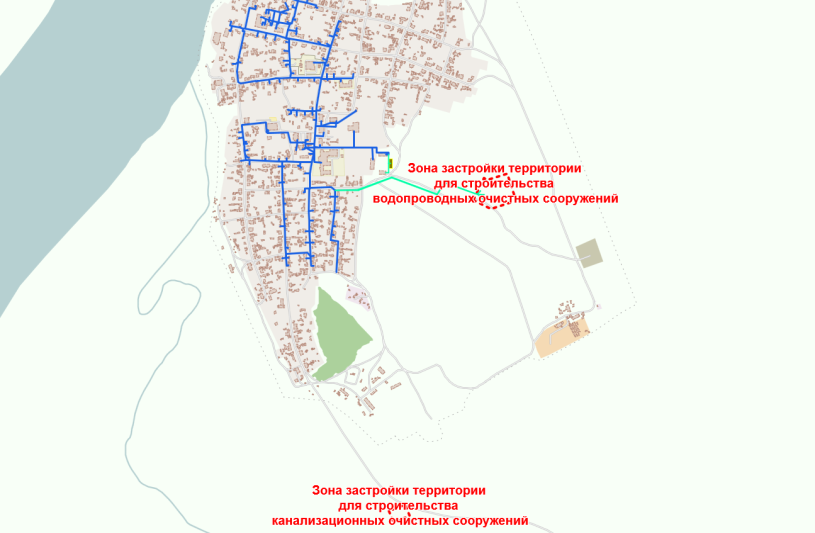 Зона застройки территории
для строительства
водопроводных очистных сооружений
Зона застройки территории
для строительства
канализационных очистных сооружений